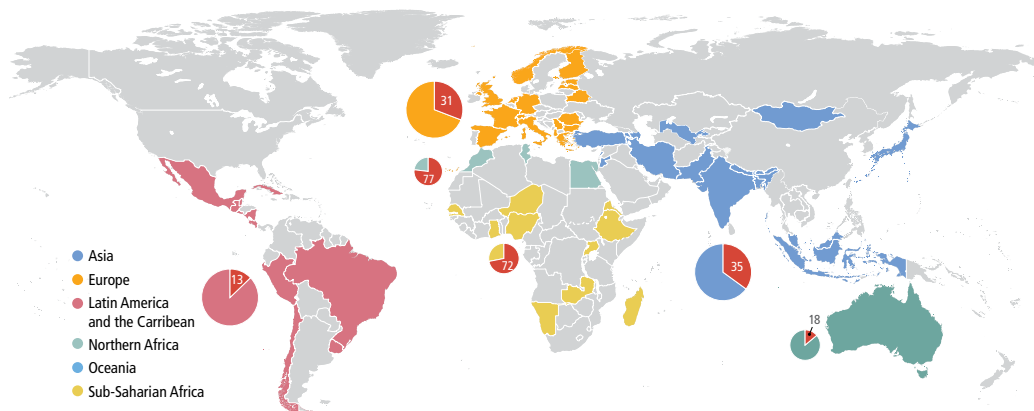 31
77
72
35
13
18
Asia
Europe
Latin America
and the Carribean
Northern Africa
Oceania
Sub-Saharian Africa